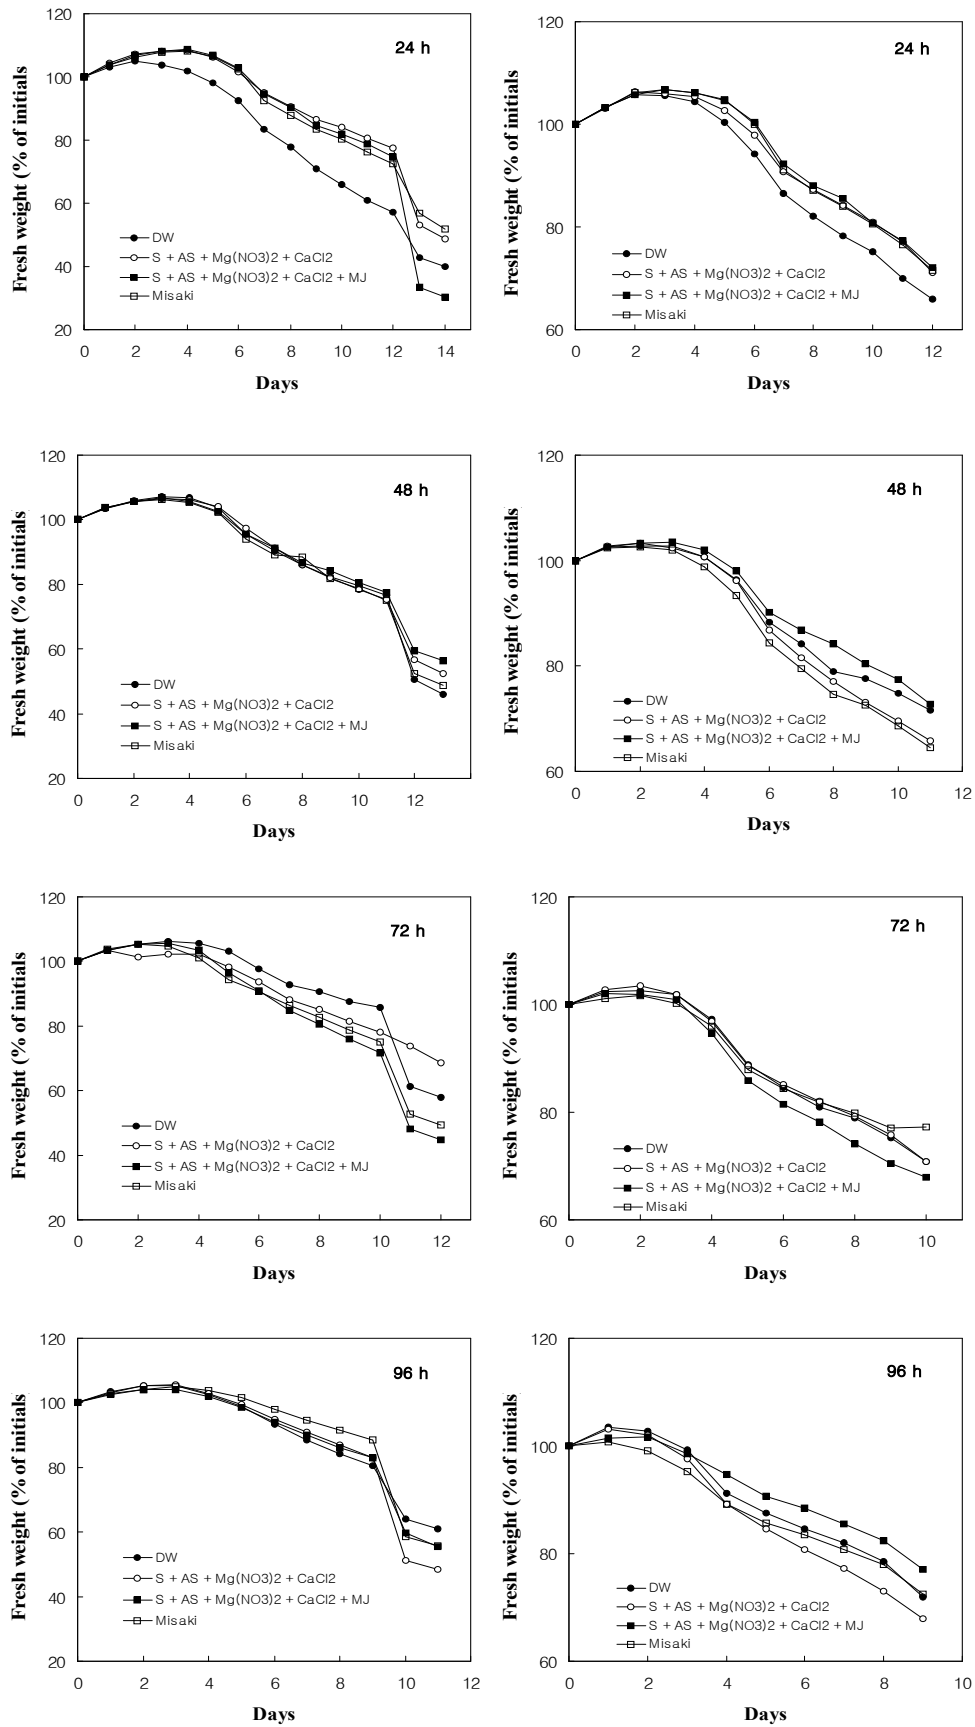 120
100
80
60
40
20
0 2 4 6 8 10 12 14
Fresh weight (% of initials
Days
24 h
DW
S + AS + Mg(NO3)2 + CaCl2
S + AS + Mg(NO3)2 + CaCl2 + MJ
Misaki
120
100
80
60
0 2 4 6 8 10 12
Fresh weight (% of initials
Days
24 h
DW
S + AS + Mg(NO3)2 + CaCl2
S + AS + Mg(NO3)2 + CaCl2 + MJ
Misaki
120
100
80
60
40
20
0 2 4 6 8 10 12 14
Fresh weight (% of initials
Days
48 h
DW
S + AS + Mg(NO3)2 + CaCl2
S + AS + Mg(NO3)2 + CaCl2 + MJ
Misaki
120
100
80
60
0 2 4 6 8 10 12
Fresh weight (% of initials
Days
48 h
DW
S + AS + Mg(NO3)2 + CaCl2
S + AS + Mg(NO3)2 + CaCl2 + MJ
Misaki
120
100
80
60
40
20
0 2 4 6 8 10 12
Fresh weight (% of initials
Days
72 h
DW
S + AS + Mg(NO3)2 + CaCl2
S + AS + Mg(NO3)2 + CaCl2 + MJ
Misaki
120
100
80
60
0 2 4 6 8 10
Fresh weight (% of initials
Days
72 h
DW
S + AS + Mg(NO3)2 + CaCl2
S + AS + Mg(NO3)2 + CaCl2 + MJ
Misaki
120
100
80
60
40
20
0 2 4 6 8 10 12
Fresh weight (% of initials
Days
96 h
DW
S + AS + Mg(NO3)2 + CaCl2
S + AS + Mg(NO3)2 + CaCl2 + MJ
Misaki
120
100
80
60
0 2 4 6 8 10
Fresh weight (% of initials
Days
96 h
DW
S + AS + Mg(NO3)2 + CaCl2
S + AS + Mg(NO3)2 + CaCl2 + MJ
Misaki